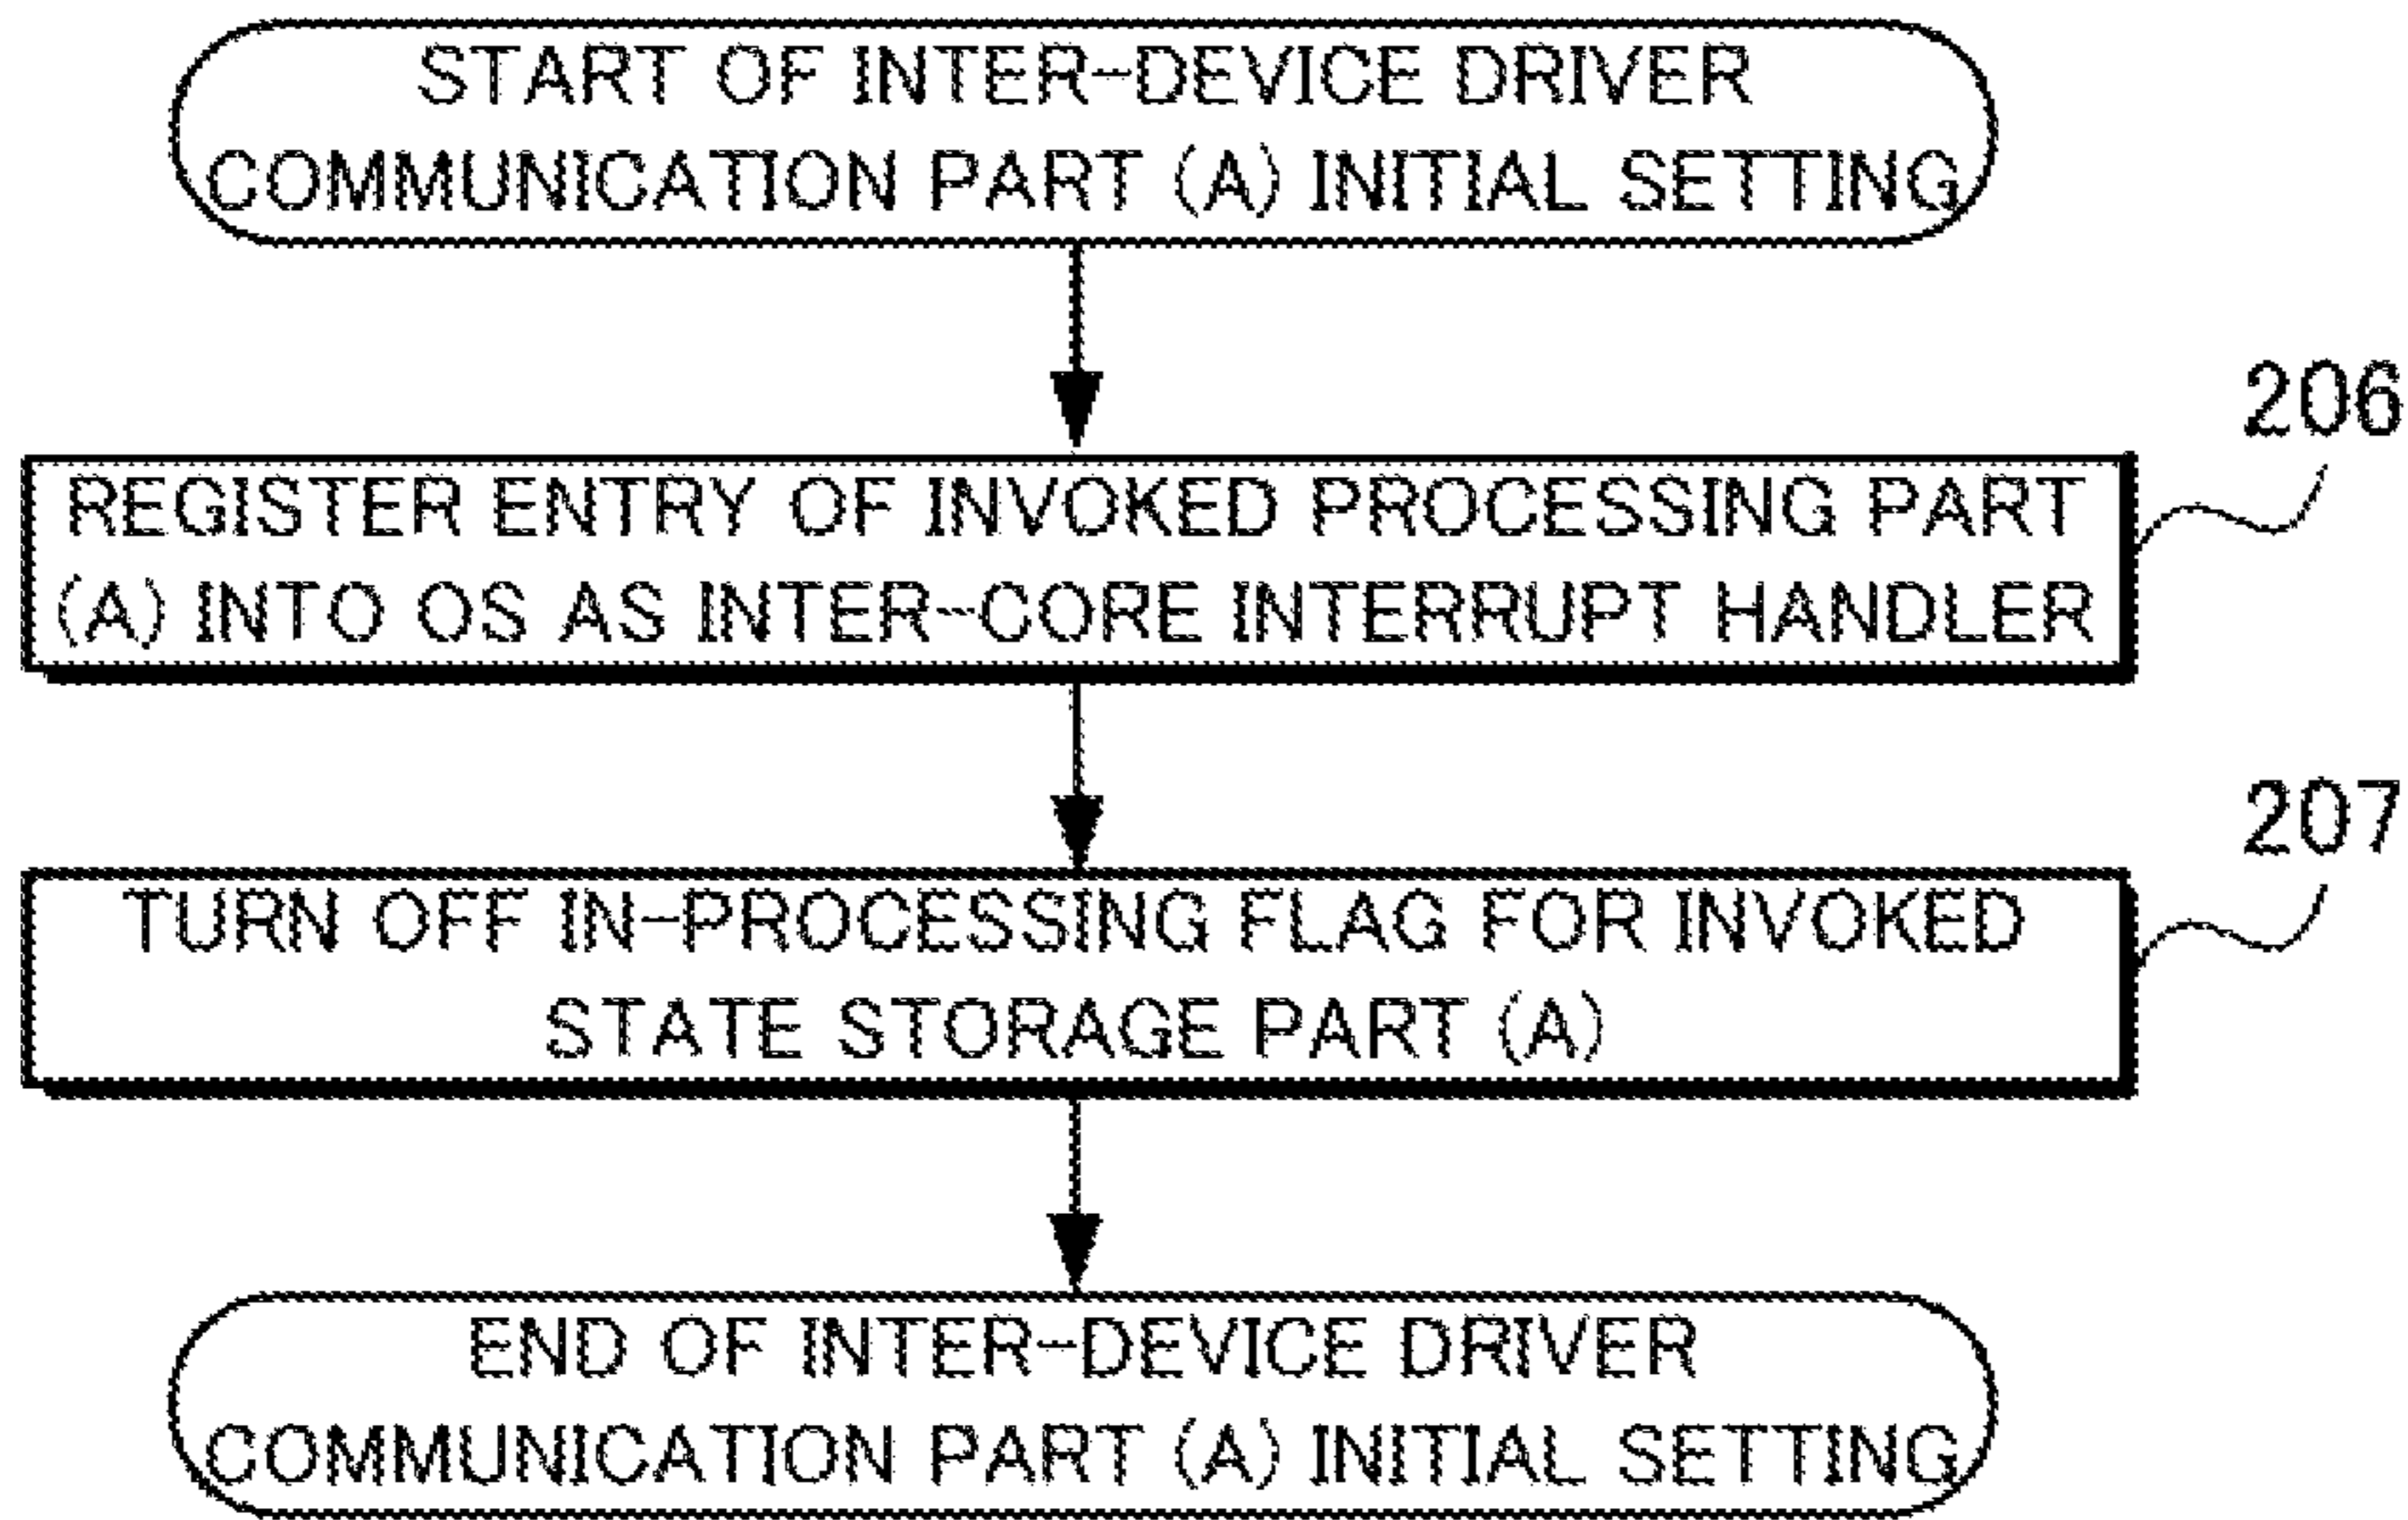 START OF INTER-DEVICE DRIVER
COMMUNICATION PART (A) INITIAL SETTING
206
REGISTER ENTRY OF INVOKED PROCESSING PART
(A) INTO OS AS INTER-CORE INTERRUPT HANDLER
207
TURN OFF IN-PROCESSING FLAG FOR INVOKED
STATE STORAGE PART (A)
END OF INTER-DEVICE DRIVER
COMMUNICATION PART (A) INITIAL SETTING